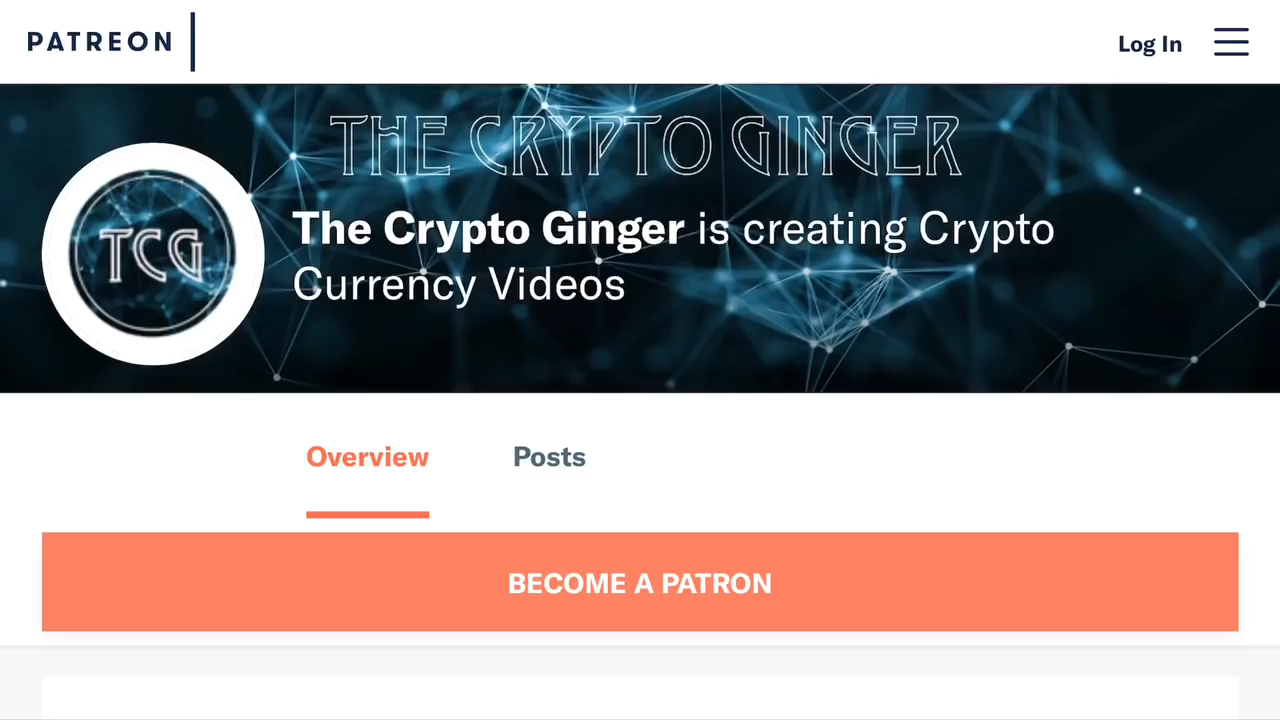 PATREON
Log In
THE CRYPTO GINGER
TCG
The Crypto Ginger is creating Crypto
Currency Videos
Overview
Posts
BECOME A PATRON